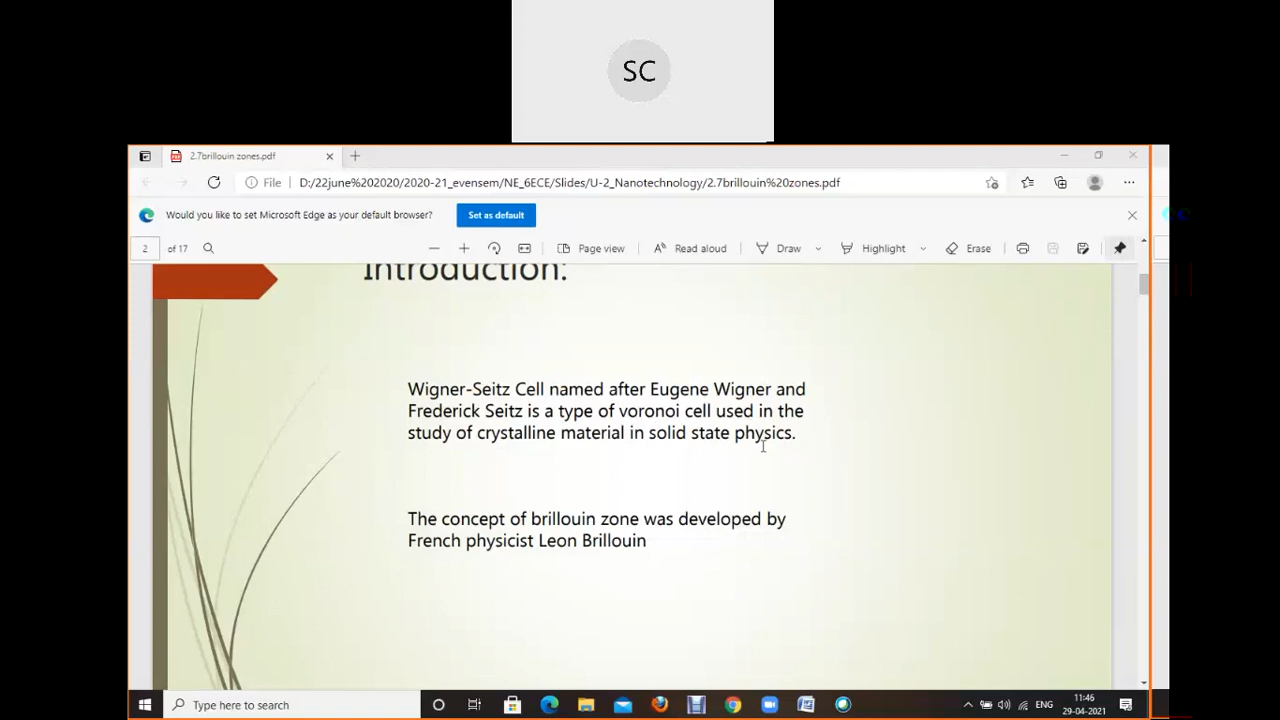 SC
2.7brillouin zones.pdf
File D:/22june%202020/2020-21_evensem/NE_6ECE/Slides/U-2_Nanotechnology/2.7brillouin%20zones.pdf
Would you like to set Microsoft Edge as your default browser? Set as default
2 of 17 Page view Read aloud Draw Highlight Erase
Introduction:
Wigner-Seitz Cell named after Eugene Wigner and
Frederick Seitz is a type of voronoi cell used in the
study of crystalline material in solid state physics.
The concept of brillouin zone was developed by
French physicist Leon Brillouin
Type here to search
ENG
11:46
29-04-2021